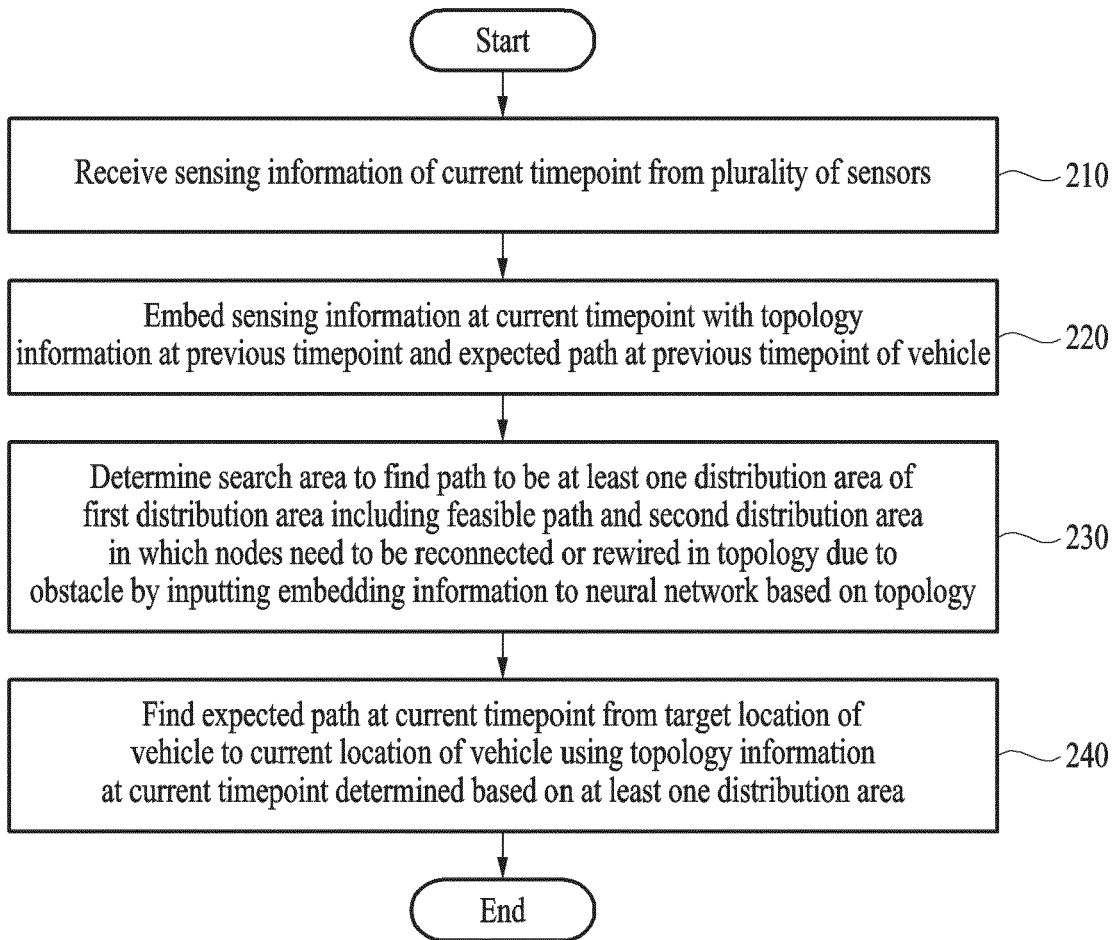 Start
Receive sensing information of current timepoint from plurality of sensors
210
Embed sensing information at current timepoint with topology
information at previous timepoint and expected path at previous timepoint of vehicle
220
Determine search area to find path to be at least one distribution area of
first distribution area including feasible path and second distribution area
in which nodes need to be reconnected or rewired in topology due to
obstacle by inputting embedding information to neural network based on topology
230
Find expected path at current timepoint from target location of
vehicle to current location of vehicle using topology information
at current timepoint determined based on at least one distribution area
240
End